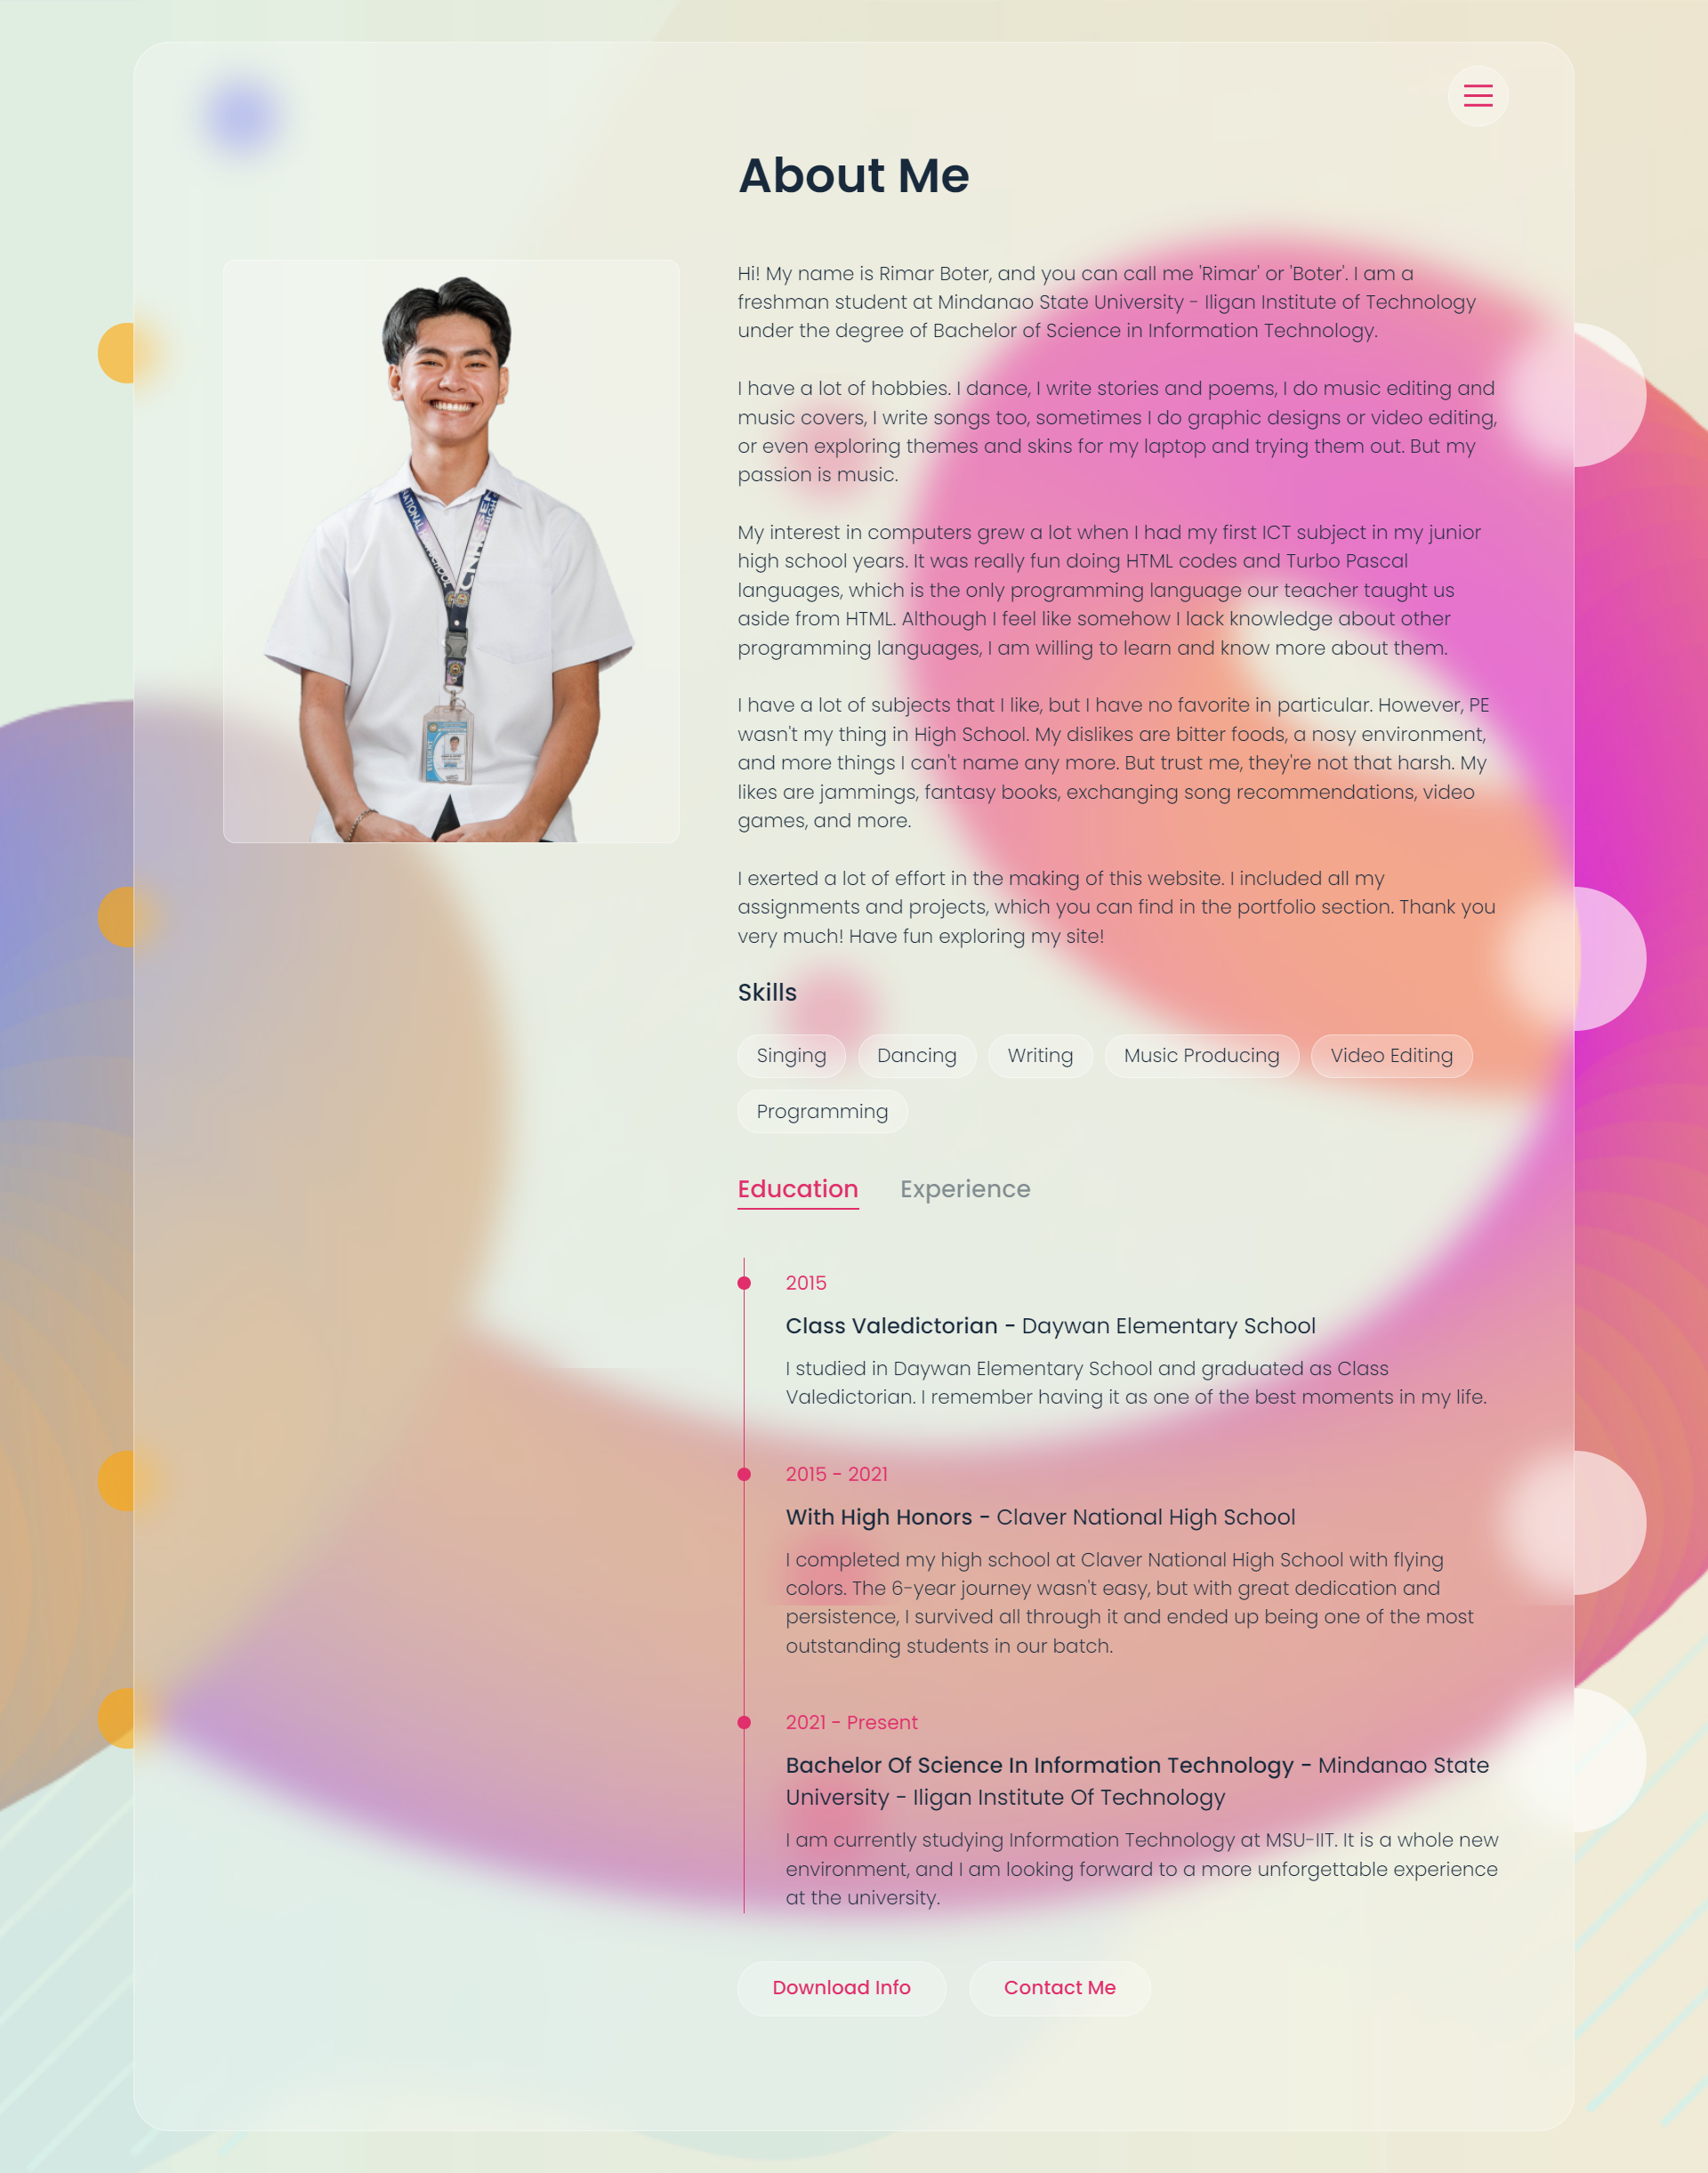 About Me
Hi! My name is Rimar Boter, and you can call me 'Rimar' or 'Boter'. I am a
freshman student at Mindanao State University - Iligan Institute of Technology
under the degree of Bachelor of Science in Information Technology.
I have a lot of hobbies. I dance, I write stories and poems, I do music editing and
music covers, I write songs too, sometimes I do graphic designs or video editing,
or even exploring themes and skins for my laptop and trying them out. But my
passion is music.
My interest in computers grew a lot when I had my first ICT subject in my junior
high school years. It was really fun doing HTML codes and Turbo Pascal
languages, which is the only programming language our teacher taught us
aside from HTML. Although I feel like somehow I lack knowledge about other
programming languages, I am willing to learn and know more about them.
I have a lot of subjects that I like, but I have no favorite in particular. However, PE
wasn't my thing in High School. My dislikes are bitter foods, a nosy environment,
and more things I can't name any more. But trust me, they're not that harsh. My
likes are jammings, fantasy books, exchanging song recommendations, video
games, and more.
I exerted a lot of effort in the making of this website. I included all my
assignments and projects, which you can find in the portfolio section. Thank you
very much! Have fun exploring my site!
Skills
Singing
Dancing
Writing
Music Producing
Video Editing
Programming
Education
Experience
2015
Class Valedictorian - Daywan Elementary School
I studied in Daywan Elementary School and graduated as Class
Valedictorian. I remember having it as one of the best moments in my life.
2015 - 2021
With High Honors - Claver National High School
I completed my high school at Claver National High School with flying
colors. The 6-year journey wasn't easy, but with great dedication and
persistence, I survived all through it and ended up being one of the most
outstanding students in our batch.
2021 - Present
Bachelor Of Science In Information Technology - Mindanao State
University - Iligan Institute Of Technology
I am currently studying Information Technology at MSU-IIT. It is a whole new
environment, and I am looking forward to a more unforgettable experience
at the university.
Download Info
Contact Me
STUDENT